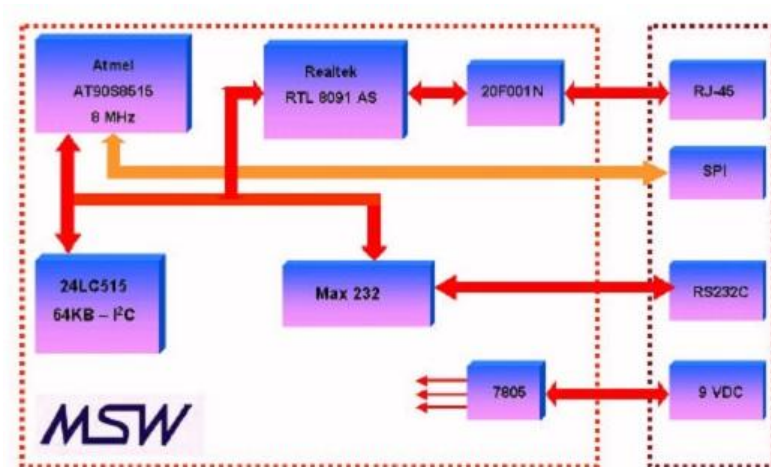 Atmel
AT90S8515
8 MHz
Realtek
RTL 8091 AS
20F001N
RJ-45
SPI
24LC515
64KB – I²C
Max 232
RS232C
7805
9 VDC
MSW